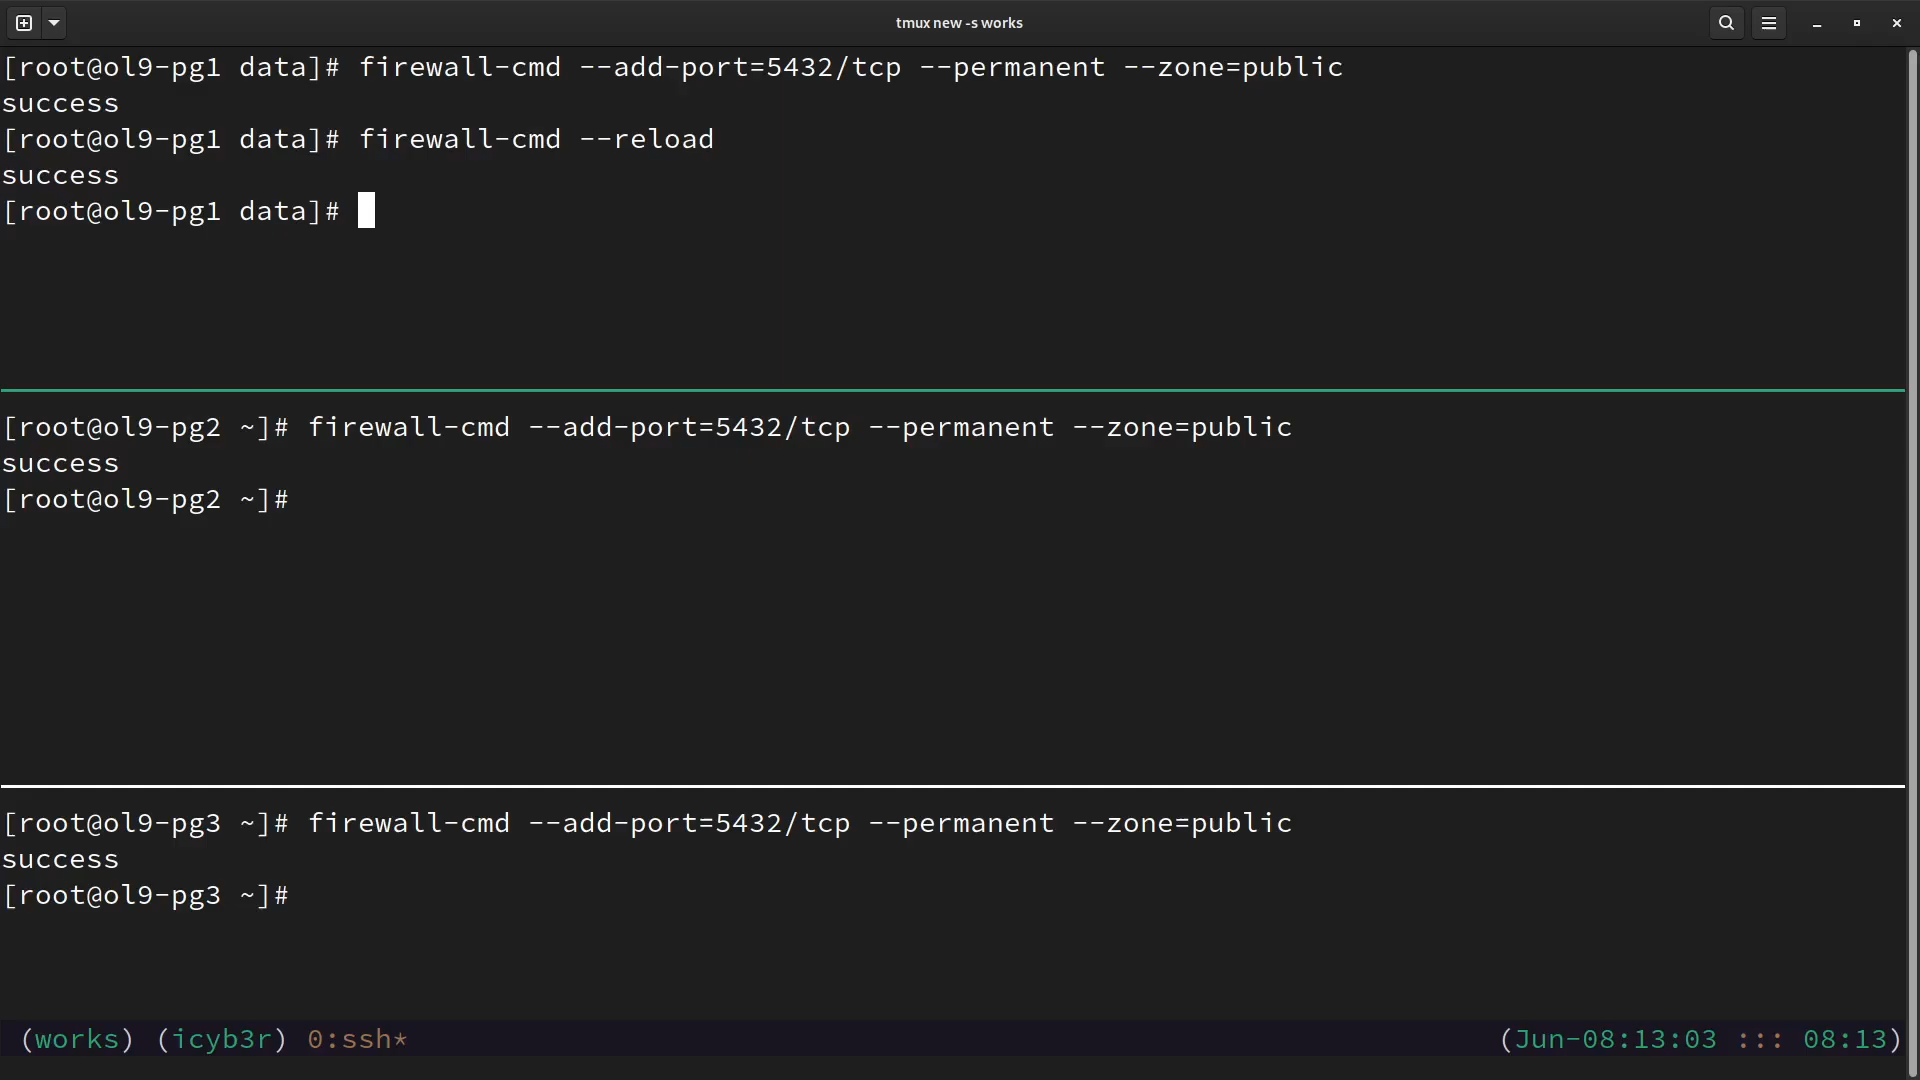 tmux new -s works
[root@ol9-pg1 data]# firewall-cmd --add-port=5432/tcp --permanent --zone=public
success
[root@ol9-pg1 data]# firewall-cmd --reload
success
[root@ol9-pg1 data]#
[root@ol9-pg2 ~]# firewall-cmd --add-port=5432/tcp --permanent --zone=public
success
[root@ol9-pg2 ~]#
[root@ol9-pg3 ~]# firewall-cmd --add-port=5432/tcp --permanent --zone=public
success
[root@ol9-pg3 ~]#
(works) (icyb3r) 0:ssh* (Jun-08:13:03 ::: 08:13)